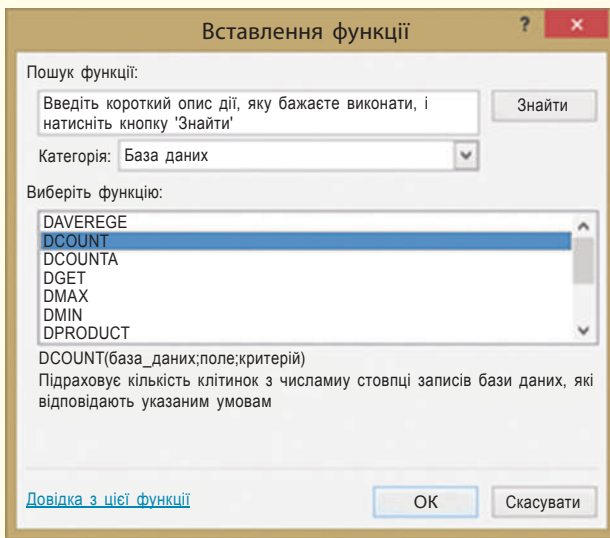 Вставлення функції
?
×
Пошук функції:
Введіть короткий опис дії, яку бажаєте виконати, і
натисніть кнопку 'Знайти'
Знайти
Категорія:
База даних
Виберіть функцію:
DAVEREGE
DCOUNT
DCOUNTA
DGET
DMAX
DMIN
DPRODUCT
DCOUNT(база_даних;поле;критерій)
Підраховує кількість клітинок з числамиу стовпці записів бази даних, які
відповідають указаним умовам
Довідка з цієї функції
ОК
Скасувати